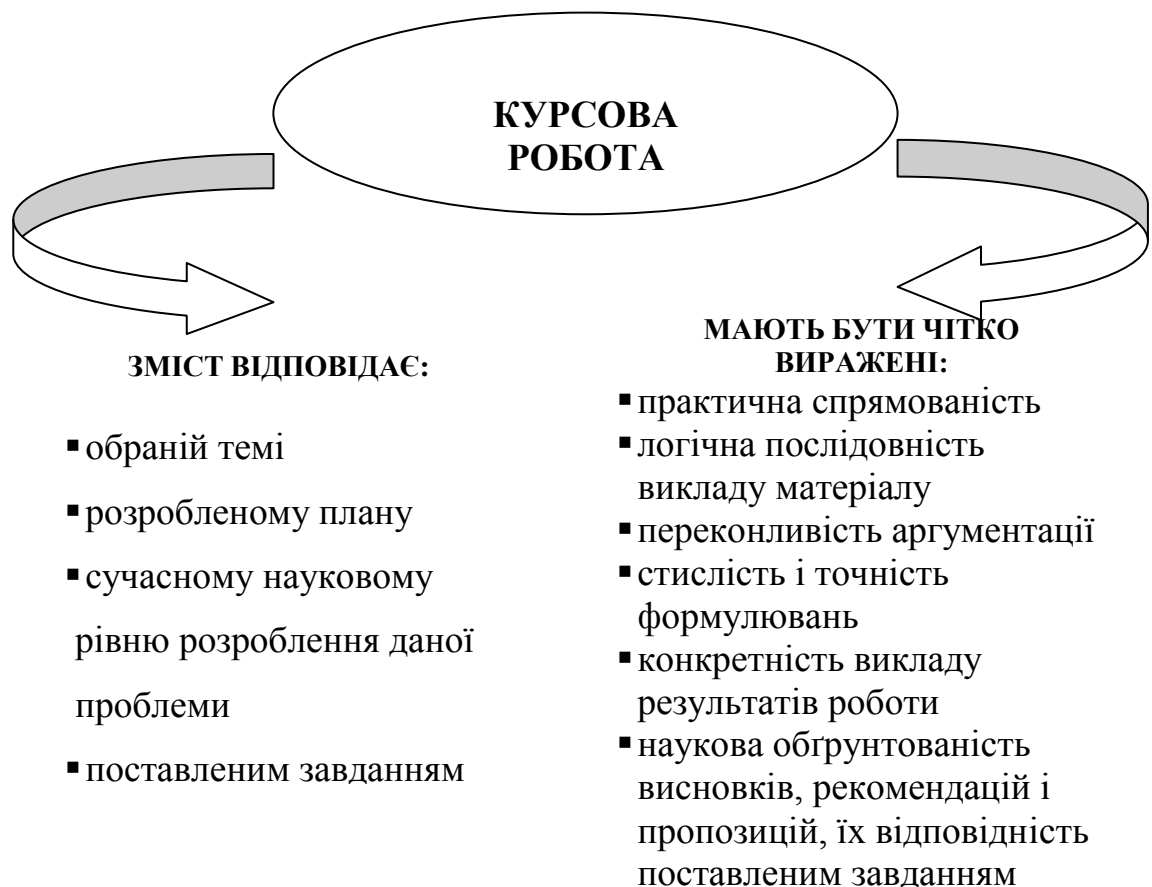 КУРСОВА
РОБОТА
ЗМІСТ ВІДПОВІДАЄ:
▪обраній темі
▪розробленому плану
▪сучасному науковому
рівню розроблення даної
проблеми
▪поставленим завданням
МАЮТЬ БУТИ ЧІТКО
ВИРАЖЕНІ:
▪практична спрямованість
▪логічна послідовність
викладу матеріалу
▪переконливість аргументації
▪стислість і точність
формулювань
▪конкретність викладу
результатів роботи
▪наукова обґрунтованість
висновків, рекомендацій і
пропозицій, їх відповідність
поставленим завданням